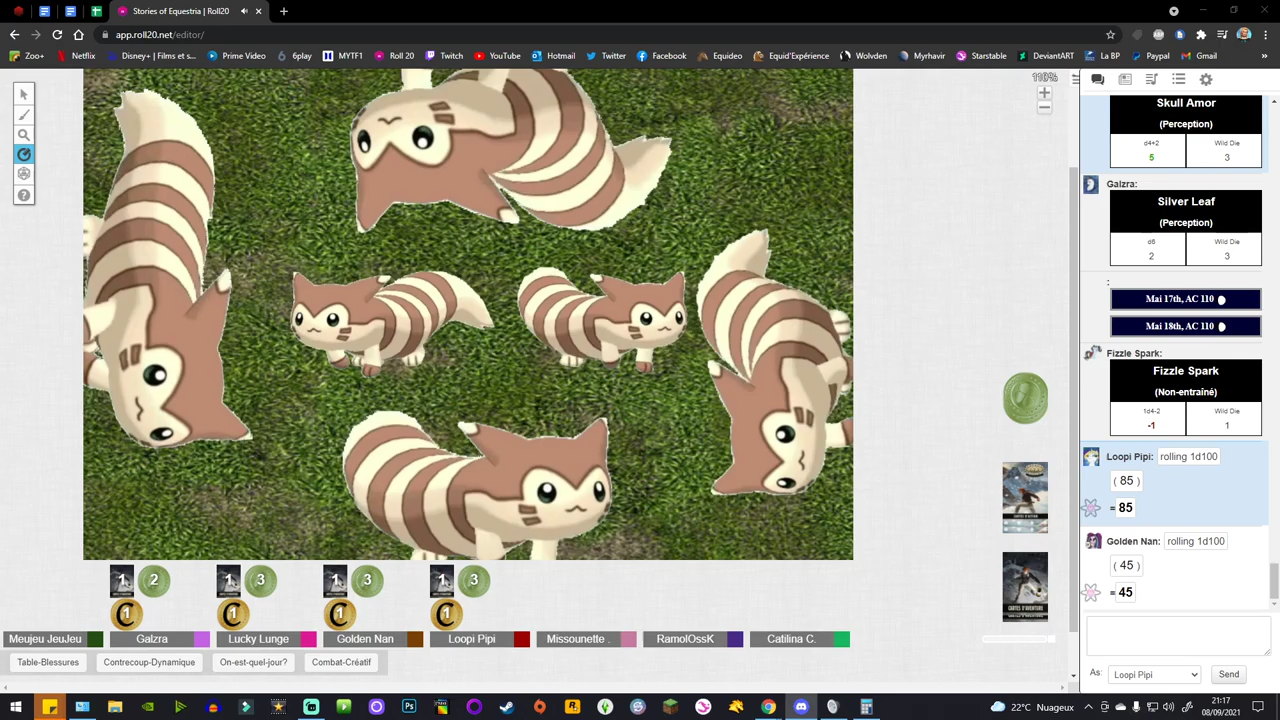 Stories of Equestria | Roll20
app.roll20.net/editor/
Zoo+ Netflix Disney+ | Films et s... Prime Video 6play MYTF1 Roll 20 Twitch YouTube Hotmail Twitter Facebook Equideo Equid'Expérience Wolvden Myrhavir Starstable DeviantART La BP Paypal Gmail
110%
Skull Amor
(Perception)
d4+2 Wild Die
5 3
Galzra:
Silver Leaf
(Perception)
d6 Wild Die
2 3
:
Mai 17th, AC 110
Mai 18th, AC 110
Fizzle Spark:
Fizzle Spark
(Non-entraîné)
1d4-2 Wild Die
-1 1
Loopi Pipi: rolling 1d100
( 85 )
= 85
Golden Nan: rolling 1d100
( 45 )
= 45
1 2 1 3 1 3 1 3
1 1 1 1
Meujeu JeuJeu Galzra Lucky Lunge Golden Nan Loopi Pipi Missounette . RamolOssK Catilina C.
Table-Blessures Contrecoup-Dynamique On-est-quel-jour? Combat-Créatif
As: Loopi Pipi Send
22°C Nuageux
21:17
08/09/2021